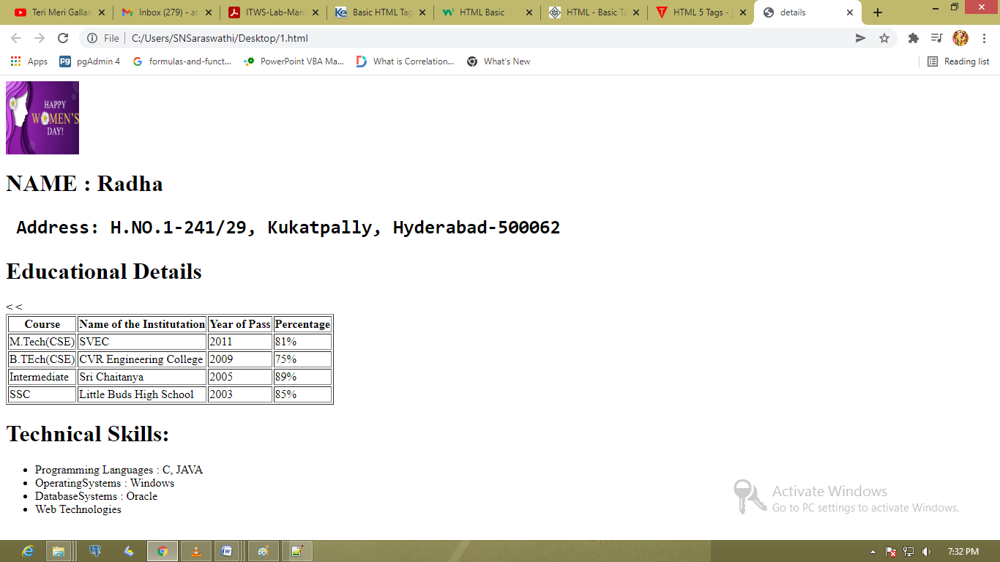 Teri Meri Gallan
Inbox (279) - at
ITWS-Lab-Man
Basic HTML Tag
HTML Basic
HTML - Basic Ta
HTML 5 Tags - j
details
File C:/Users/SNSaraswathi/Desktop/1.html
Apps
pgAdmin 4
formulas-and-funct...
PowerPoint VBA Ma...
What is Correlation...
What's New
Reading list
HAPPY
WOMEN'S
DAY!
NAME : Radha
Address: H.NO.1-241/29, Kukatpally, Hyderabad-500062
Educational Details
< <
Course Name of the Institutation Year of Pass Percentage
M.Tech(CSE) SVEC 2011 81%
B.TEch(CSE) CVR Engineering College 2009 75%
Intermediate Sri Chaitanya 2005 89%
SSC Little Buds High School 2003 85%
Technical Skills:
• Programming Languages : C, JAVA
• OperatingSystems : Windows
• DatabaseSystems : Oracle
• Web Technologies
Activate Windows
Go to PC settings to activate Windows.
7:32 PM